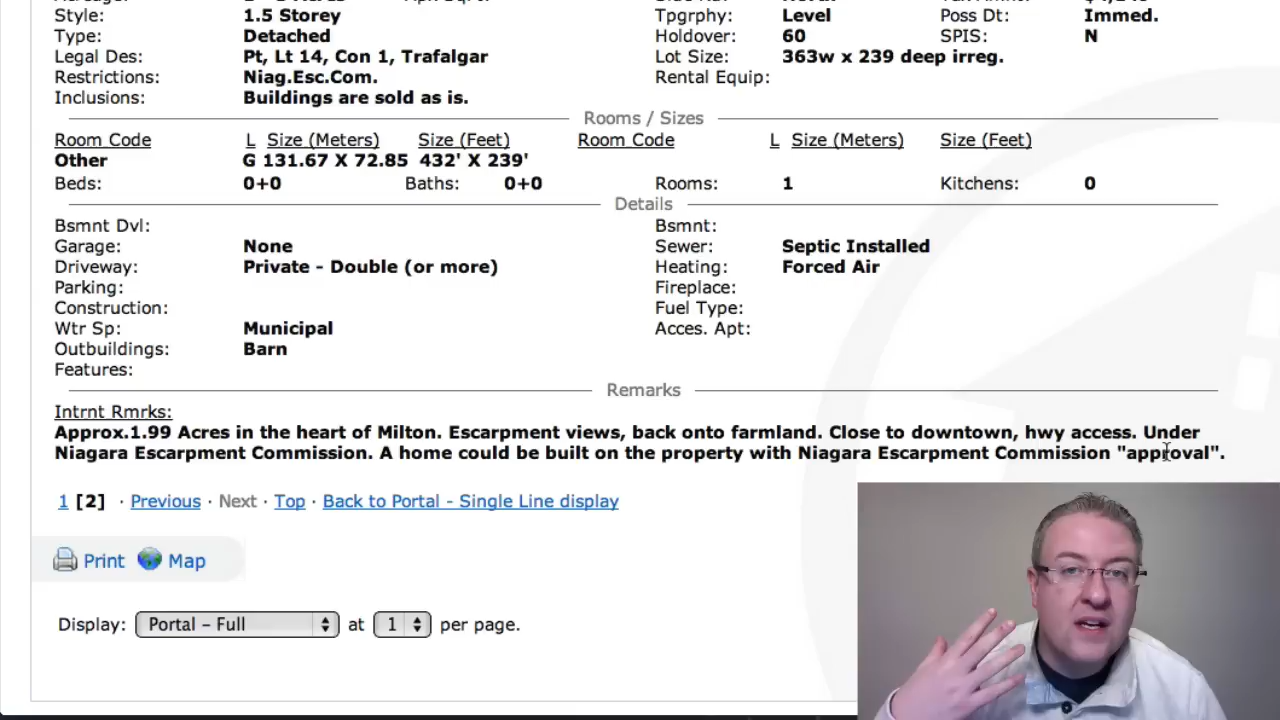 Style: 1.5 Storey Tpgrphy: Level Poss Dt: Immed.
Type: Detached Holdover: 60 SPIS: N
Legal Des: Pt, Lt 14, Con 1, Trafalgar Lot Size: 363w x 239 deep irreg.
Restrictions: Niag.Esc.Com. Rental Equip:
Inclusions: Buildings are sold as is.
Rooms / Sizes
Room Code L Size (Meters) Size (Feet) Room Code L Size (Meters) Size (Feet)
Other G 131.67 X 72.85 432' X 239'
Beds: 0+0 Baths: 0+0 Rooms: 1 Kitchens: 0
Details
Bsmnt Dvl: Bsmnt:
Garage: None Sewer: Septic Installed
Driveway: Private - Double (or more) Heating: Forced Air
Parking: Fireplace:
Construction: Fuel Type:
Wtr Sp: Municipal Acces. Apt:
Outbuildings: Barn
Features:
Remarks
Intrnt Rmrks:
Approx.1.99 Acres in the heart of Milton. Escarpment views, back onto farmland. Close to downtown, hwy access. Under
Niagara Escarpment Commission. A home could be built on the property with Niagara Escarpment Commission "approval".
1 [2] · Previous · Next · Top · Back to Portal - Single Line display
Print Map
Display: Portal - Full at 1 per page.